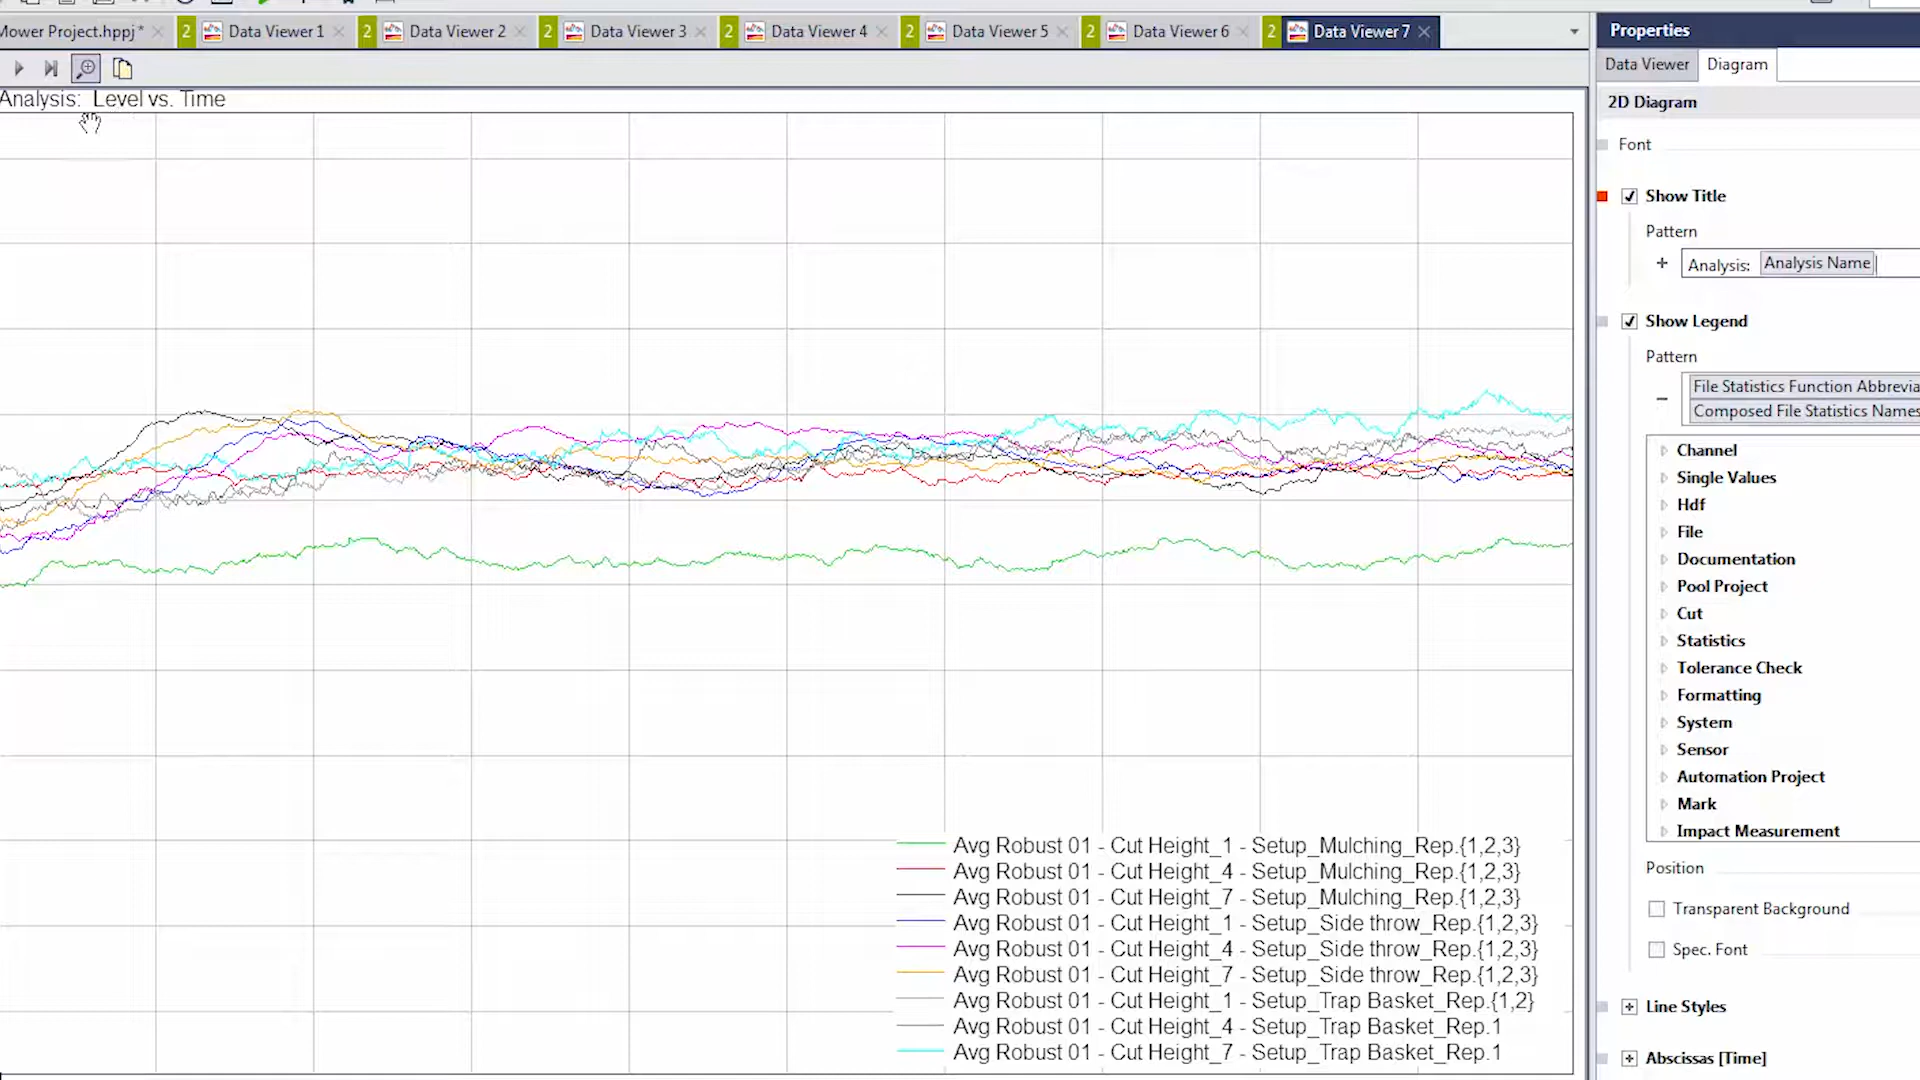 Mower Project.hppj*
2 Data Viewer 1
2 Data Viewer 2
2 Data Viewer 3
2 Data Viewer 4
2 Data Viewer 5
2 Data Viewer 6
2 Data Viewer 7
Properties
Data Viewer Diagram
Analysis: Level vs. Time
2D Diagram
Font
Show Title
Pattern
Analysis: Analysis Name
Show Legend
Pattern
File Statistics Function Abbrevia
Composed File Statistics Names
Channel
Single Values
Hdf
File
Documentation
Pool Project
Cut
Statistics
Tolerance Check
Formatting
System
Sensor
Automation Project
Mark
Impact Measurement
Position
Transparent Background
Spec. Font
Line Styles
Abscissas [Time]
Avg Robust 01 - Cut Height_1 - Setup_Mulching_Rep.{1,2,3}
Avg Robust 01 - Cut Height_4 - Setup_Mulching_Rep.{1,2,3}
Avg Robust 01 - Cut Height_7 - Setup_Mulching_Rep.{1,2,3}
Avg Robust 01 - Cut Height_1 - Setup_Side throw_Rep.{1,2,3}
Avg Robust 01 - Cut Height_4 - Setup_Side throw_Rep.{1,2,3}
Avg Robust 01 - Cut Height_7 - Setup_Side throw_Rep.{1,2,3}
Avg Robust 01 - Cut Height_1 - Setup_Trap Basket_Rep.{1,2}
Avg Robust 01 - Cut Height_4 - Setup_Trap Basket_Rep.1
Avg Robust 01 - Cut Height_7 - Setup_Trap Basket_Rep.1